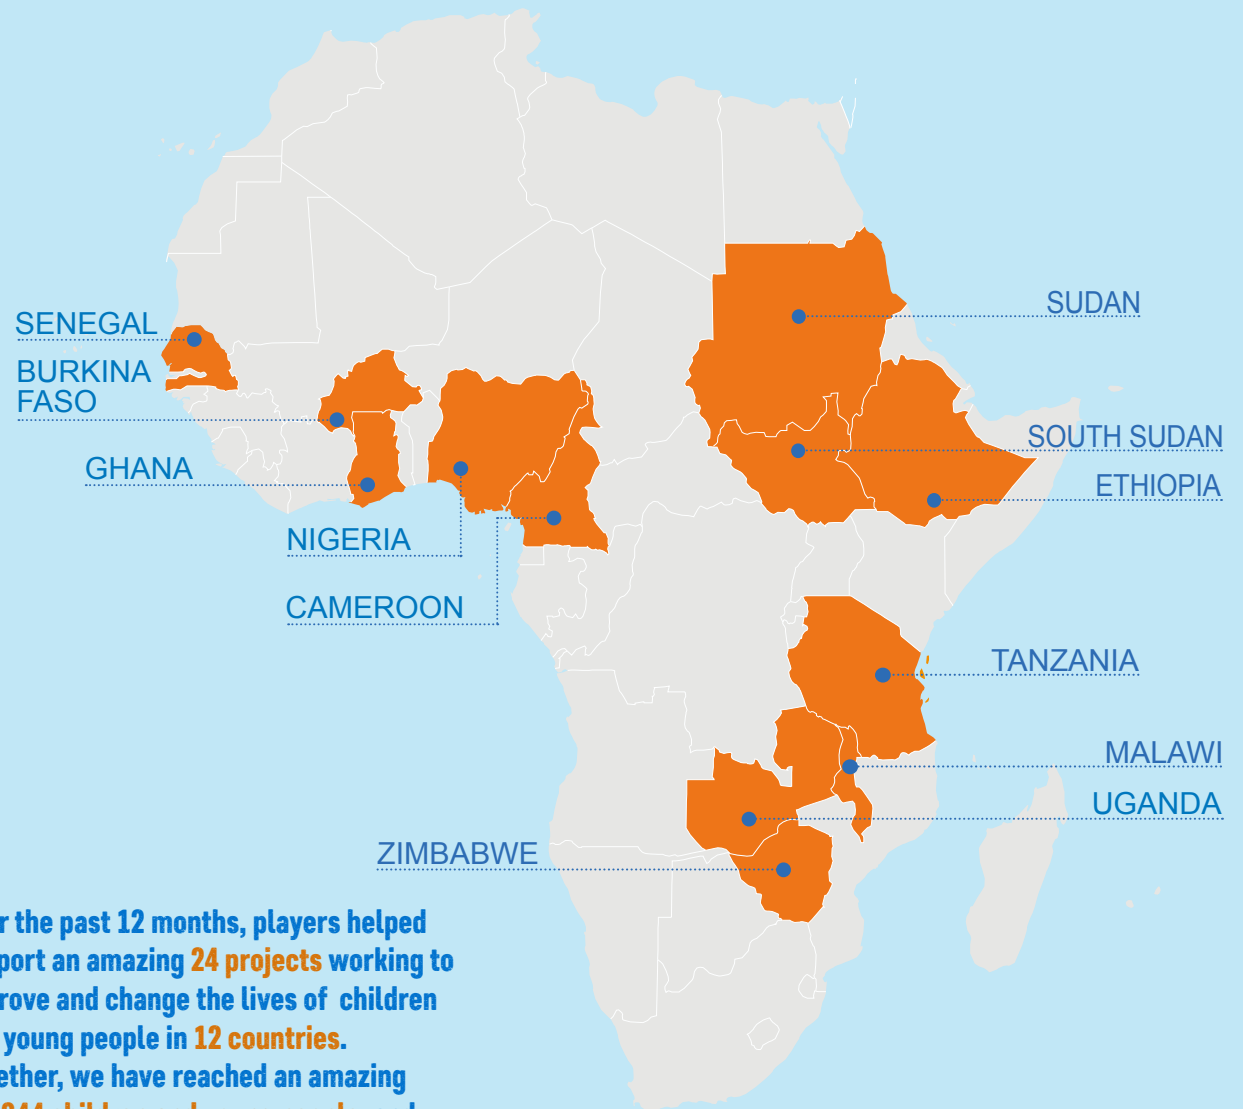 SENEGAL
BURKINA
FASO
GHANA
NIGERIA
CAMEROON
SUDAN
SOUTH SUDAN
ETHIOPIA
TANZANIA
MALAWI
UGANDA
ZIMBABWE
r the past 12 months, players helped
port an amazing 24 projects working to
rove and change the lives of children
young people in 12 countries.
ether, we have reached an amazing